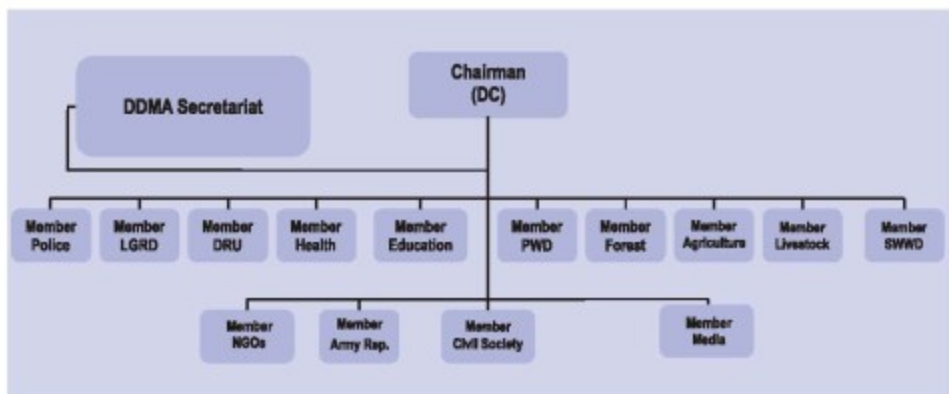 DDMA Secretariat
Chairman
(DC)
Member
Police
Member
LGRD
Member
DRU
Member
Health
Member
Education
Member
PWD
Member
Forest
Member
Agriculture
Member
Livestock
Member
SWWD
Member
NGOs
Member
Army Rep.
Member
Civil Society
Member
Media